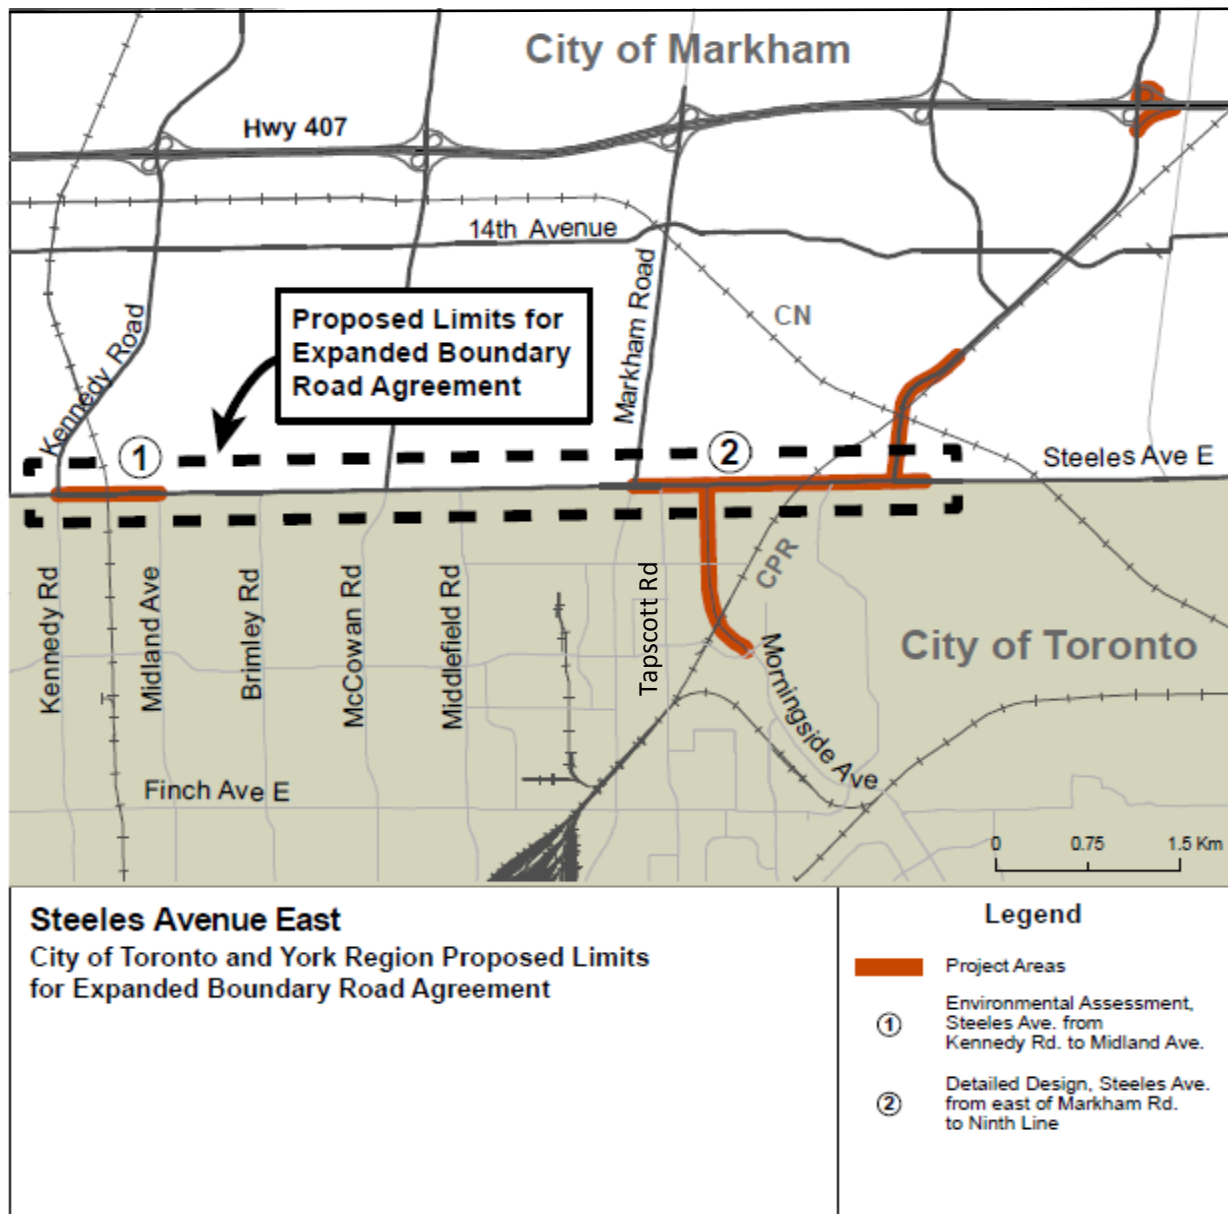 City of Markham
Hwy 407
14th Avenue
Markham Road
Kennedy Road
CN
Proposed Limits for
Expanded Boundary
Road Agreement
1
2
Steeles Ave E
CPR
City of Toronto
Kennedy Rd
Midland Ave
Brimley Rd
McCowan Rd
Middlefield Rd
Tapscott Rd
Morningside Ave
Finch Ave E
0 0.75 1.5 Km
Steeles Avenue East
City of Toronto and York Region Proposed Limits
for Expanded Boundary Road Agreement
Legend
Project Areas
1
Environmental Assessment,
Steeles Ave. from
Kennedy Rd. to Midland Ave.
2
Detailed Design, Steeles Ave.
from east of Markham Rd.
to Ninth Line